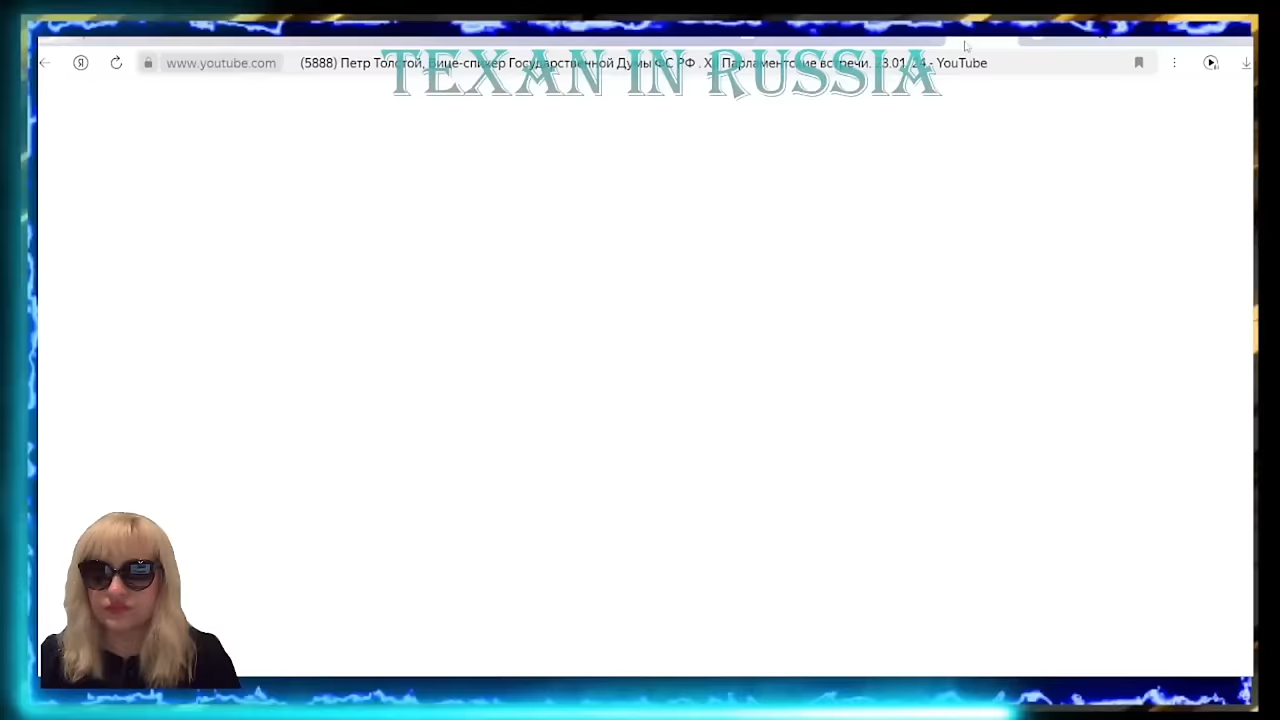 TEXAN IN RUSSIA
www.youtube.com (5888) Петр Толстой, Вице-спикер Государственной Думы ФС РФ . Парламентские встречи. 23.01 - YouTube